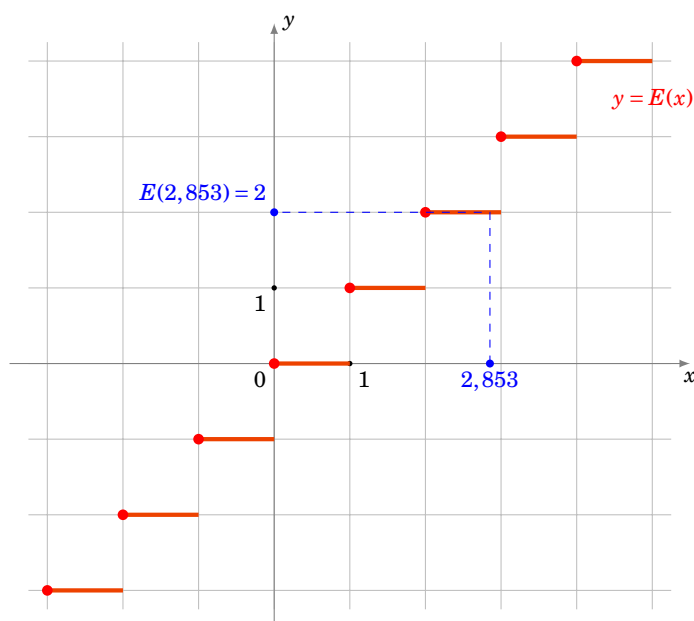 y
y = E(x)
E(2,853) = 2
1
0
1
2,853
x